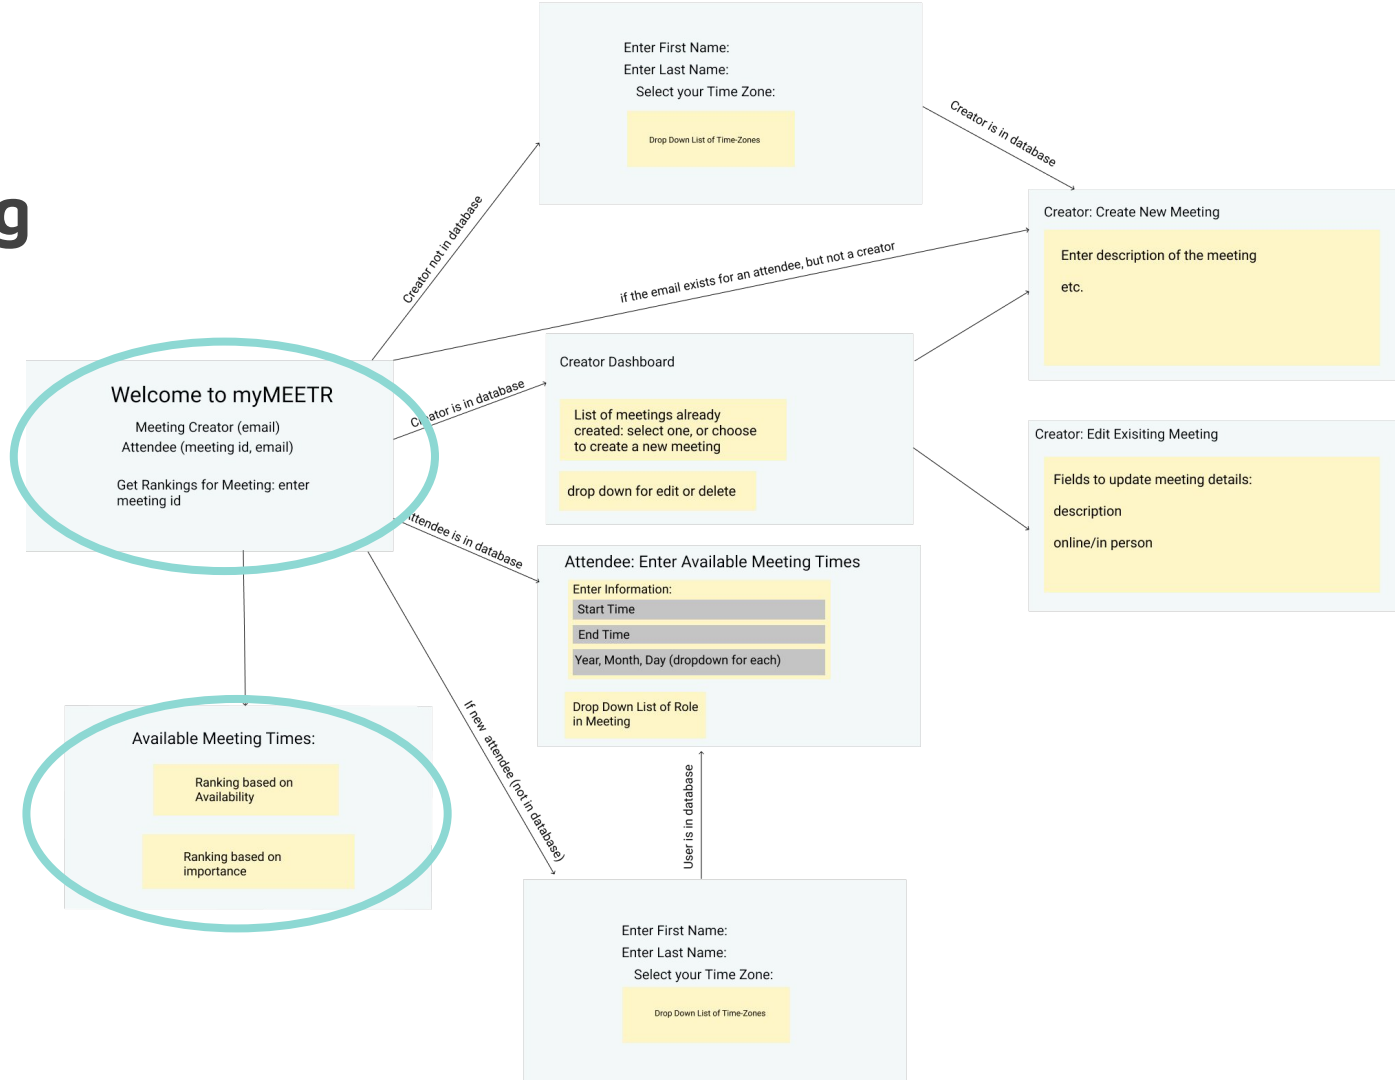 g
Enter First Name:
Enter Last Name:
Select your Time Zone:
Drop Down List of Time-Zones
Creator is in database
Creator not in database
if the email exists for an attendee, but not a creator
Creator: Create New Meeting
Enter description of the meeting
etc.
Welcome to myMEETR
Meeting Creator (email)
Attendee (meeting id, email)
Get Rankings for Meeting: enter
meeting id
Creator is in database
Creator Dashboard
List of meetings already
created: select one, or choose
to create a new meeting
drop down for edit or delete
Creator: Edit Exisiting Meeting
Fields to update meeting details:
description
online/in person
Attendee is in database
Attendee: Enter Available Meeting Times
Enter Information:
Start Time
End Time
Year, Month, Day (dropdown for each)
Drop Down List of Role
in Meeting
If new attendee (not in database)
User is in database
Available Meeting Times:
Ranking based on
Availability
Ranking based on
importance
Enter First Name:
Enter Last Name:
Select your Time Zone:
Drop Down List of Time-Zones